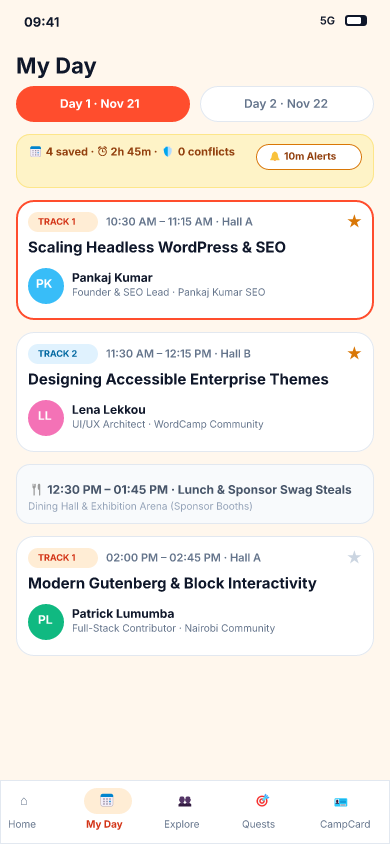 09:41
5G
My Day
Day 1 · Nov 21
Day 2 · Nov 22
4 saved · 2h 45m · 0 conflicts
10m Alerts
TRACK 1
10:30 AM – 11:15 AM · Hall A
Scaling Headless WordPress & SEO
PK
Pankaj Kumar
Founder & SEO Lead · Pankaj Kumar SEO
TRACK 2
11:30 AM – 12:15 PM · Hall B
Designing Accessible Enterprise Themes
LL
Lena Lekkou
UI/UX Architect · WordCamp Community
12:30 PM – 01:45 PM · Lunch & Sponsor Swag Steals
Dining Hall & Exhibition Arena (Sponsor Booths)
TRACK 1
02:00 PM – 02:45 PM · Hall A
Modern Gutenberg & Block Interactivity
PL
Patrick Lumumba
Full-Stack Contributor · Nairobi Community
Home
My Day
Explore
Quests
CampCard